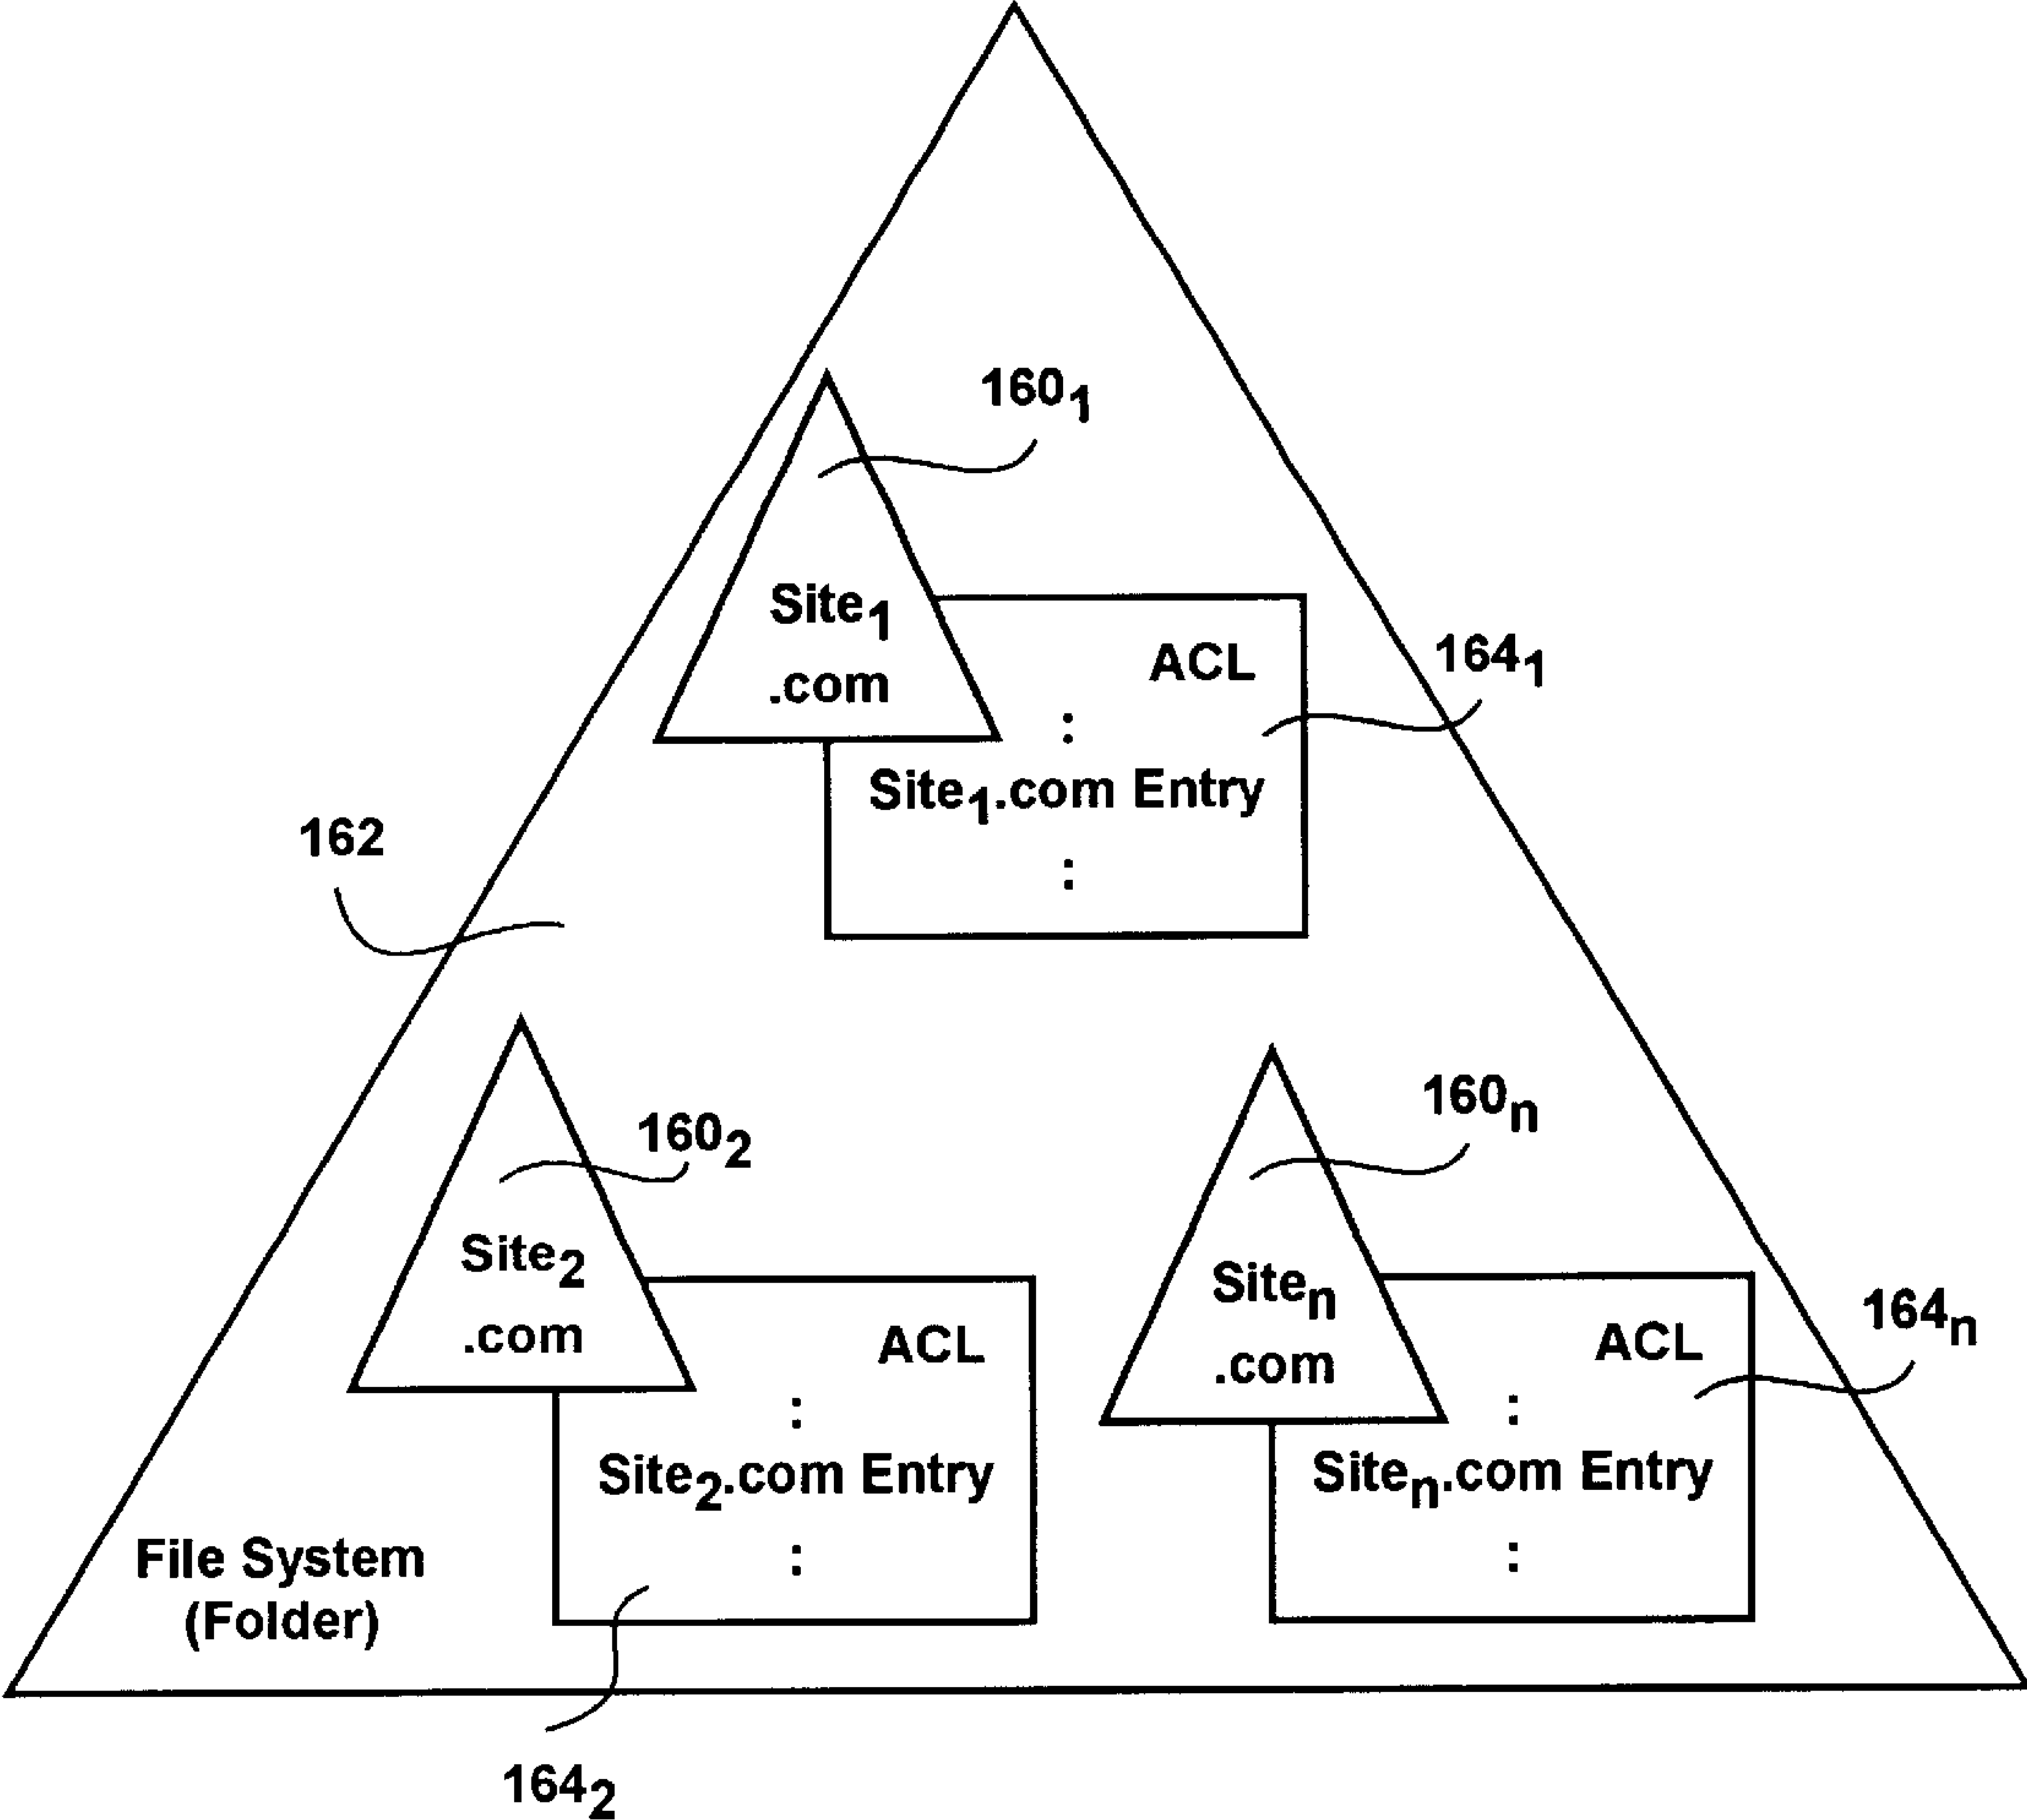 160₁
Site₁
.com
ACL
164₁
:
Site₁.com Entry
:
162
160₂
Site₂
.com
ACL
:
Site₂.com Entry
:
164₂
160ₙ
Siteₙ
.com
ACL
164ₙ
:
Siteₙ.com Entry
:
File System
(Folder)